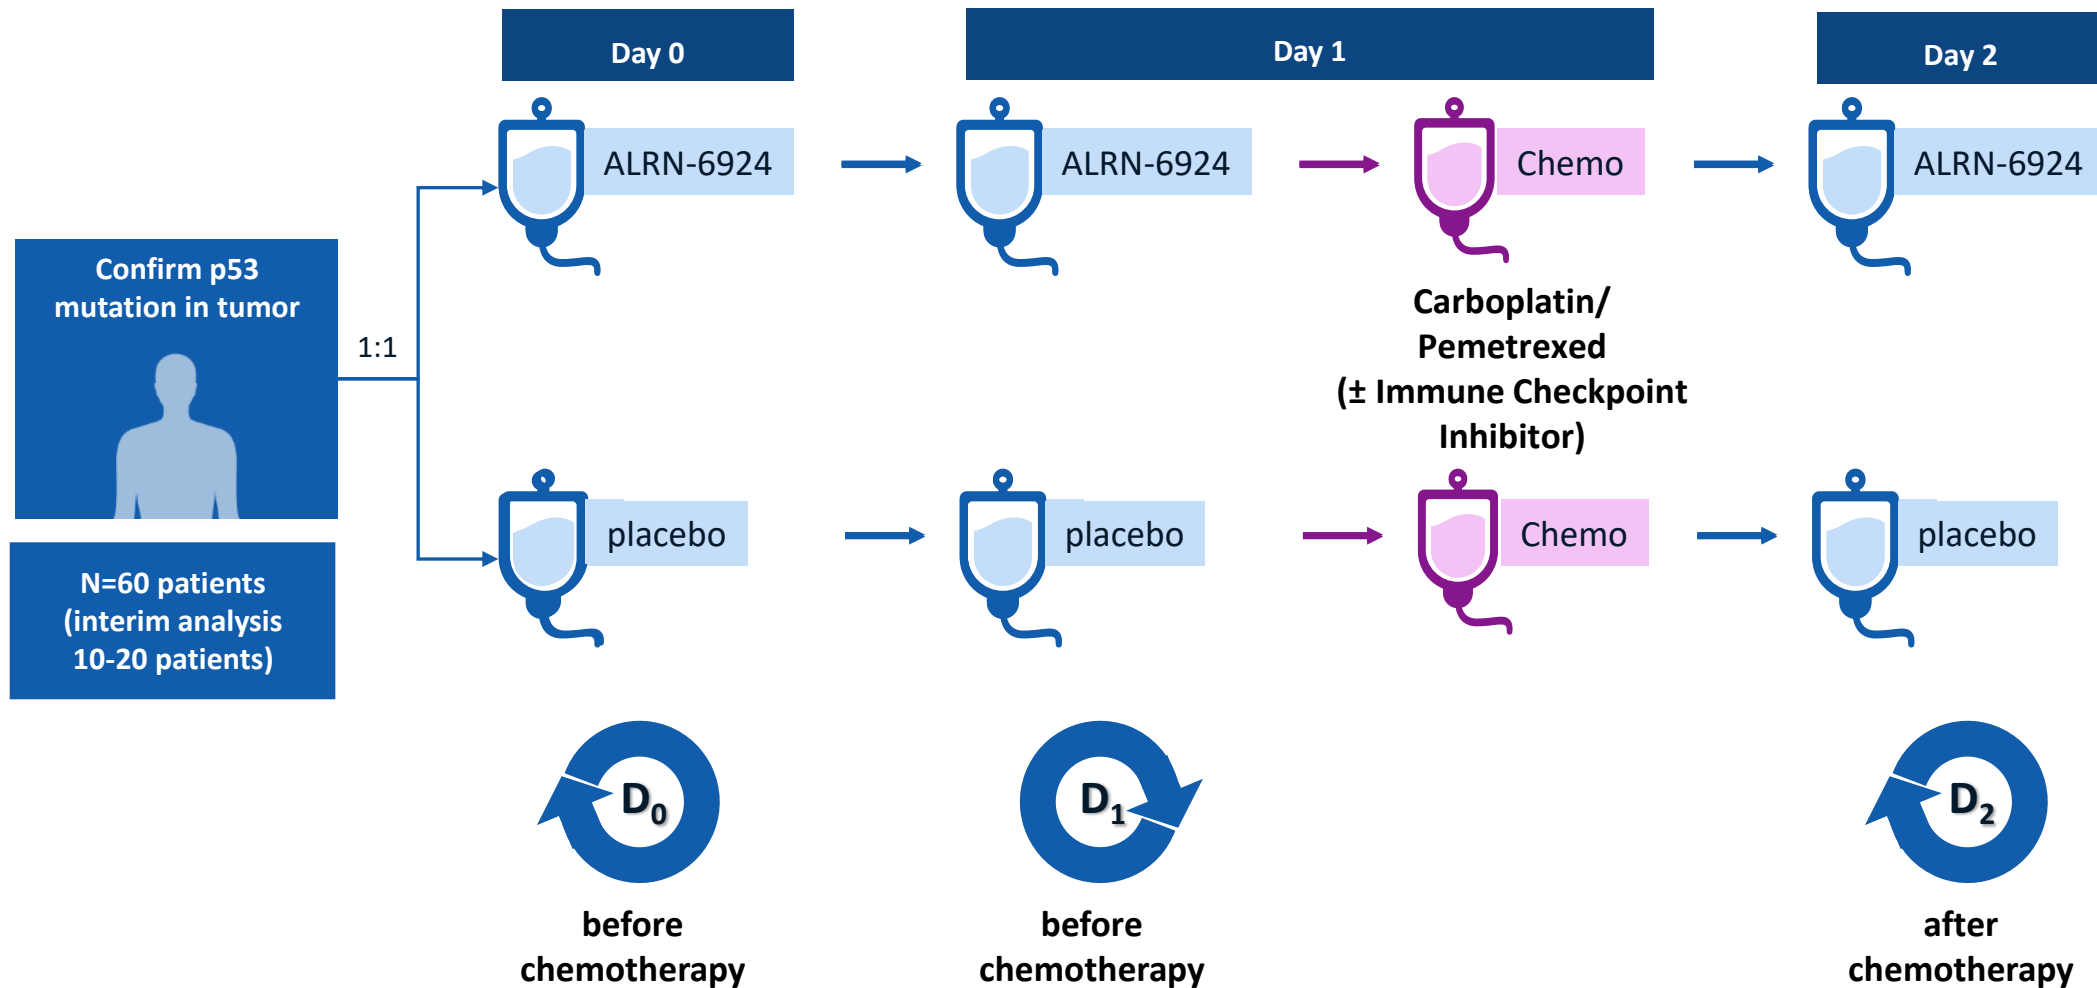 Day 0
Day 1
Day 2
ALRN-6924
ALRN-6924
Chemo
ALRN-6924
Confirm p53
mutation in tumor
1:1
Carboplatin/
Pemetrexed
(± Immune Checkpoint
Inhibitor)
placebo
placebo
Chemo
placebo
N=60 patients
(interim analysis
10-20 patients)
D0
D1
D2
before
chemotherapy
before
chemotherapy
after
chemotherapy